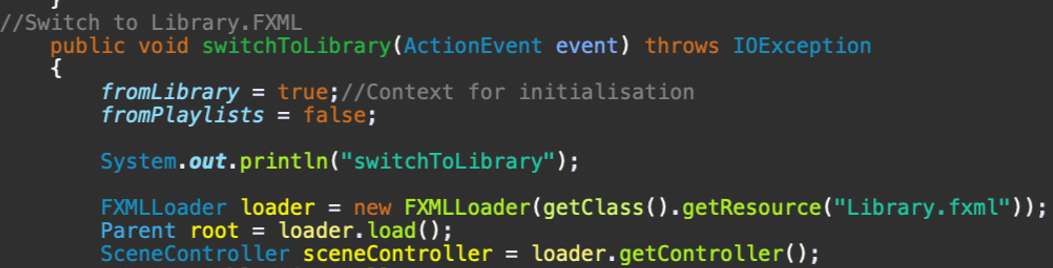 }
//Switch to Library.FXML
public void switchToLibrary(ActionEvent event) throws IOException
{
fromLibrary = true;//Context for initialisation
fromPlaylists = false;
System.out.println("switchToLibrary");
FXMLLoader loader = new FXMLLoader(getClass().getResource("Library.fxml"));
Parent root = loader.load();
SceneController sceneController = loader.getController();